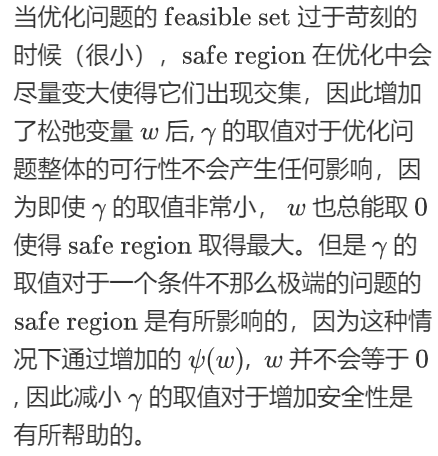 当优化问题的 feasible set 过于苛刻的
时候（很小）, safe region 在优化中会
尽量变大使得它们出现交集，因此增加
了松弛变量 w 后, γ 的取值对于优化问
题整体的可行性不会产生任何影响，因
为即使 γ 的取值非常小， w 也总能取 0
使得 safe region 取得最大。但是 γ 的
取值对于一个条件不那么极端的问题的
safe region 是有所影响的，因为这种情
况下通过增加的 ψ(w), w 并不会等于 0
, 因此减小 γ 的取值对于增加安全性是
有所帮助的。